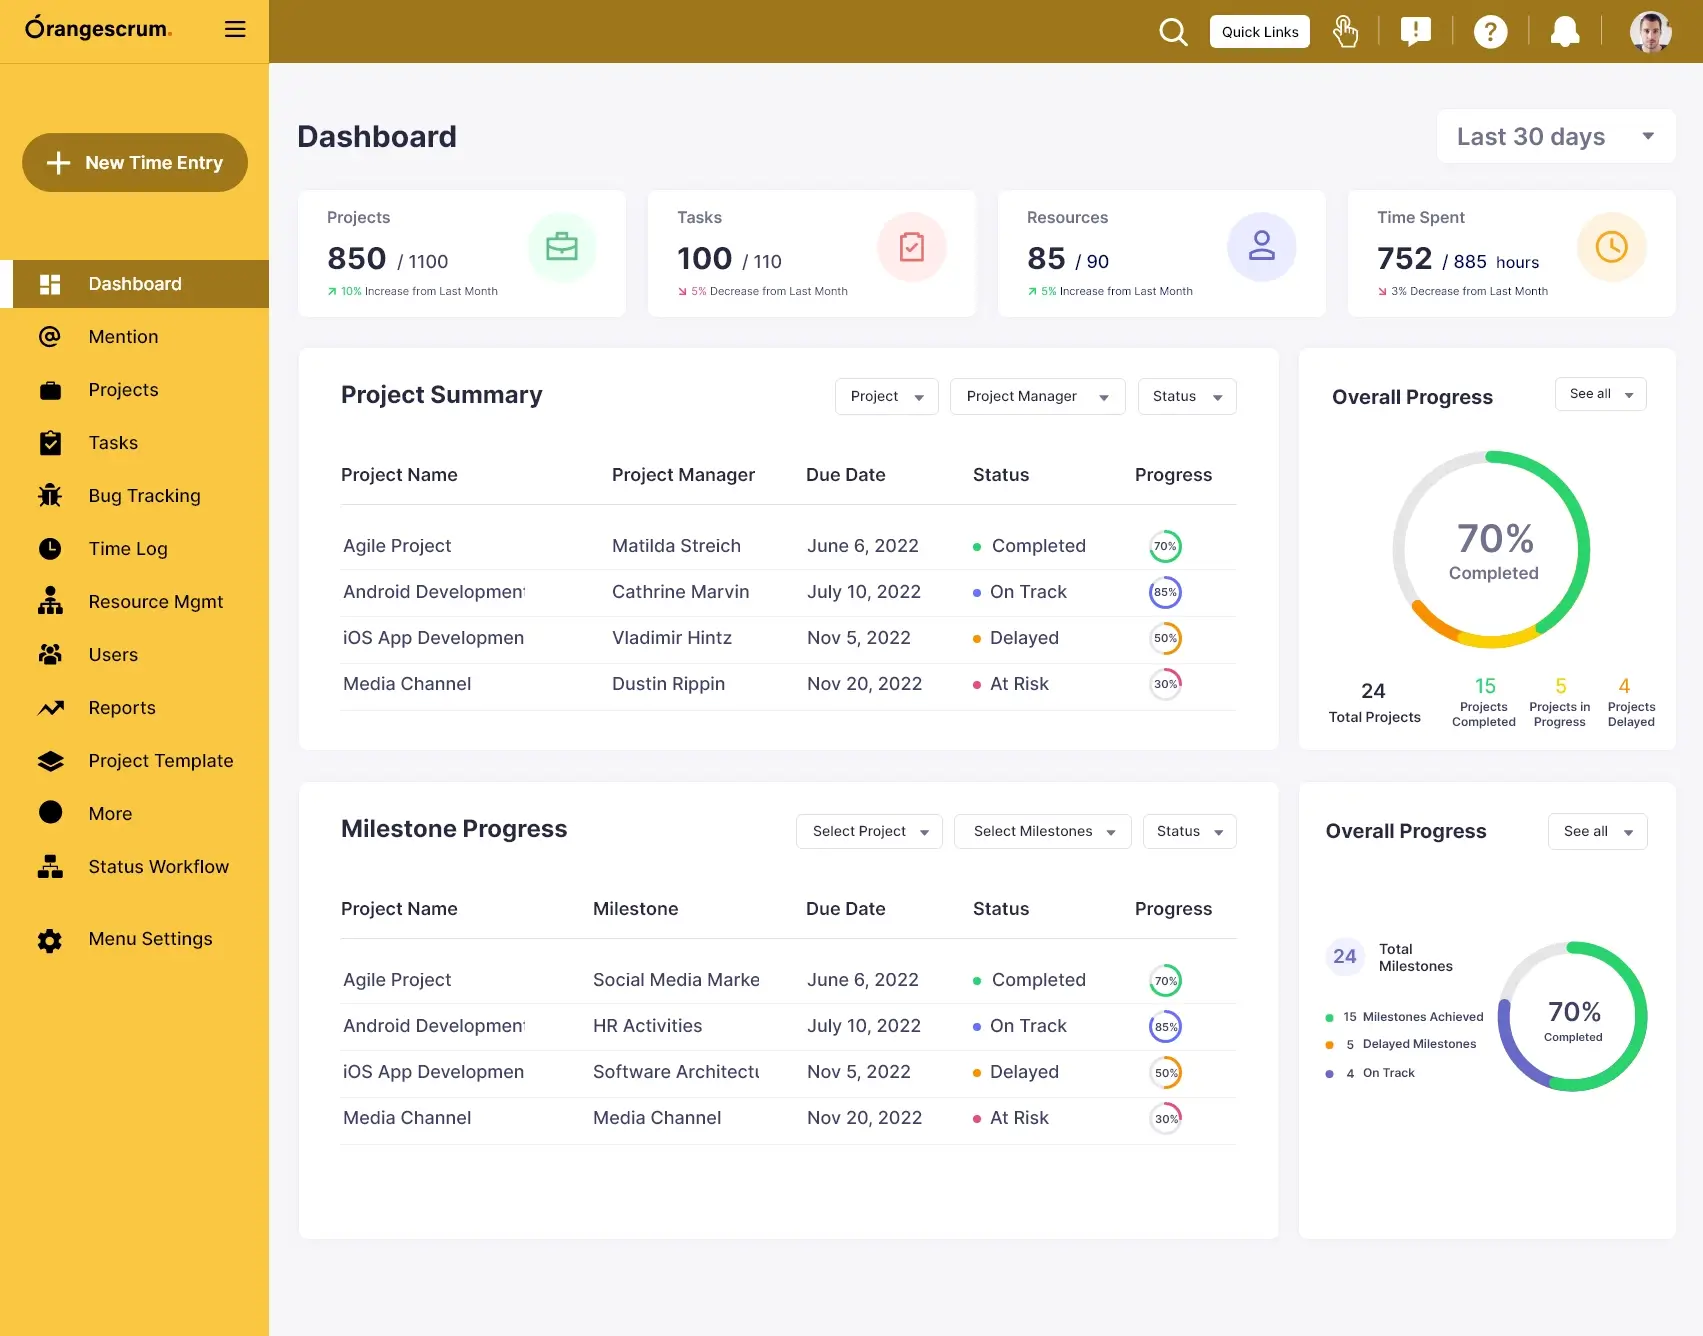 Orangescrum.
Quick Links
New Time Entry
Dashboard
Mention
Projects
Tasks
Bug Tracking
Time Log
Resource Mgmt
Users
Reports
Project Template
More
Status Workflow
Menu Settings
Dashboard
Last 30 days
Projects
850 / 1100
10% Increase from Last Month
Tasks
100 / 110
5% Decrease from Last Month
Resources
85 / 90
5% Increase from Last Month
Time Spent
752 / 885 hours
3% Decrease from Last Month
Project Summary
Project
Project Manager
Status
Project Name Project Manager Due Date Status Progress
Agile Project Matilda Streich June 6, 2022 Completed 70%
Android Development Cathrine Marvin July 10, 2022 On Track 85%
iOS App Developmen Vladimir Hintz Nov 5, 2022 Delayed 50%
Media Channel Dustin Rippin Nov 20, 2022 At Risk 30%
Overall Progress
See all
70%
Completed
24
Total Projects
15
Projects
Completed
5
Projects in
Progress
4
Projects
Delayed
Milestone Progress
Select Project
Select Milestones
Status
Project Name Milestone Due Date Status Progress
Agile Project Social Media Marke June 6, 2022 Completed 70%
Android Development HR Activities July 10, 2022 On Track 85%
iOS App Developmen Software Architectu Nov 5, 2022 Delayed 50%
Media Channel Media Channel Nov 20, 2022 At Risk 30%
Overall Progress
See all
24
Total
Milestones
15 Milestones Achieved
5 Delayed Milestones
4 On Track
70%
Completed